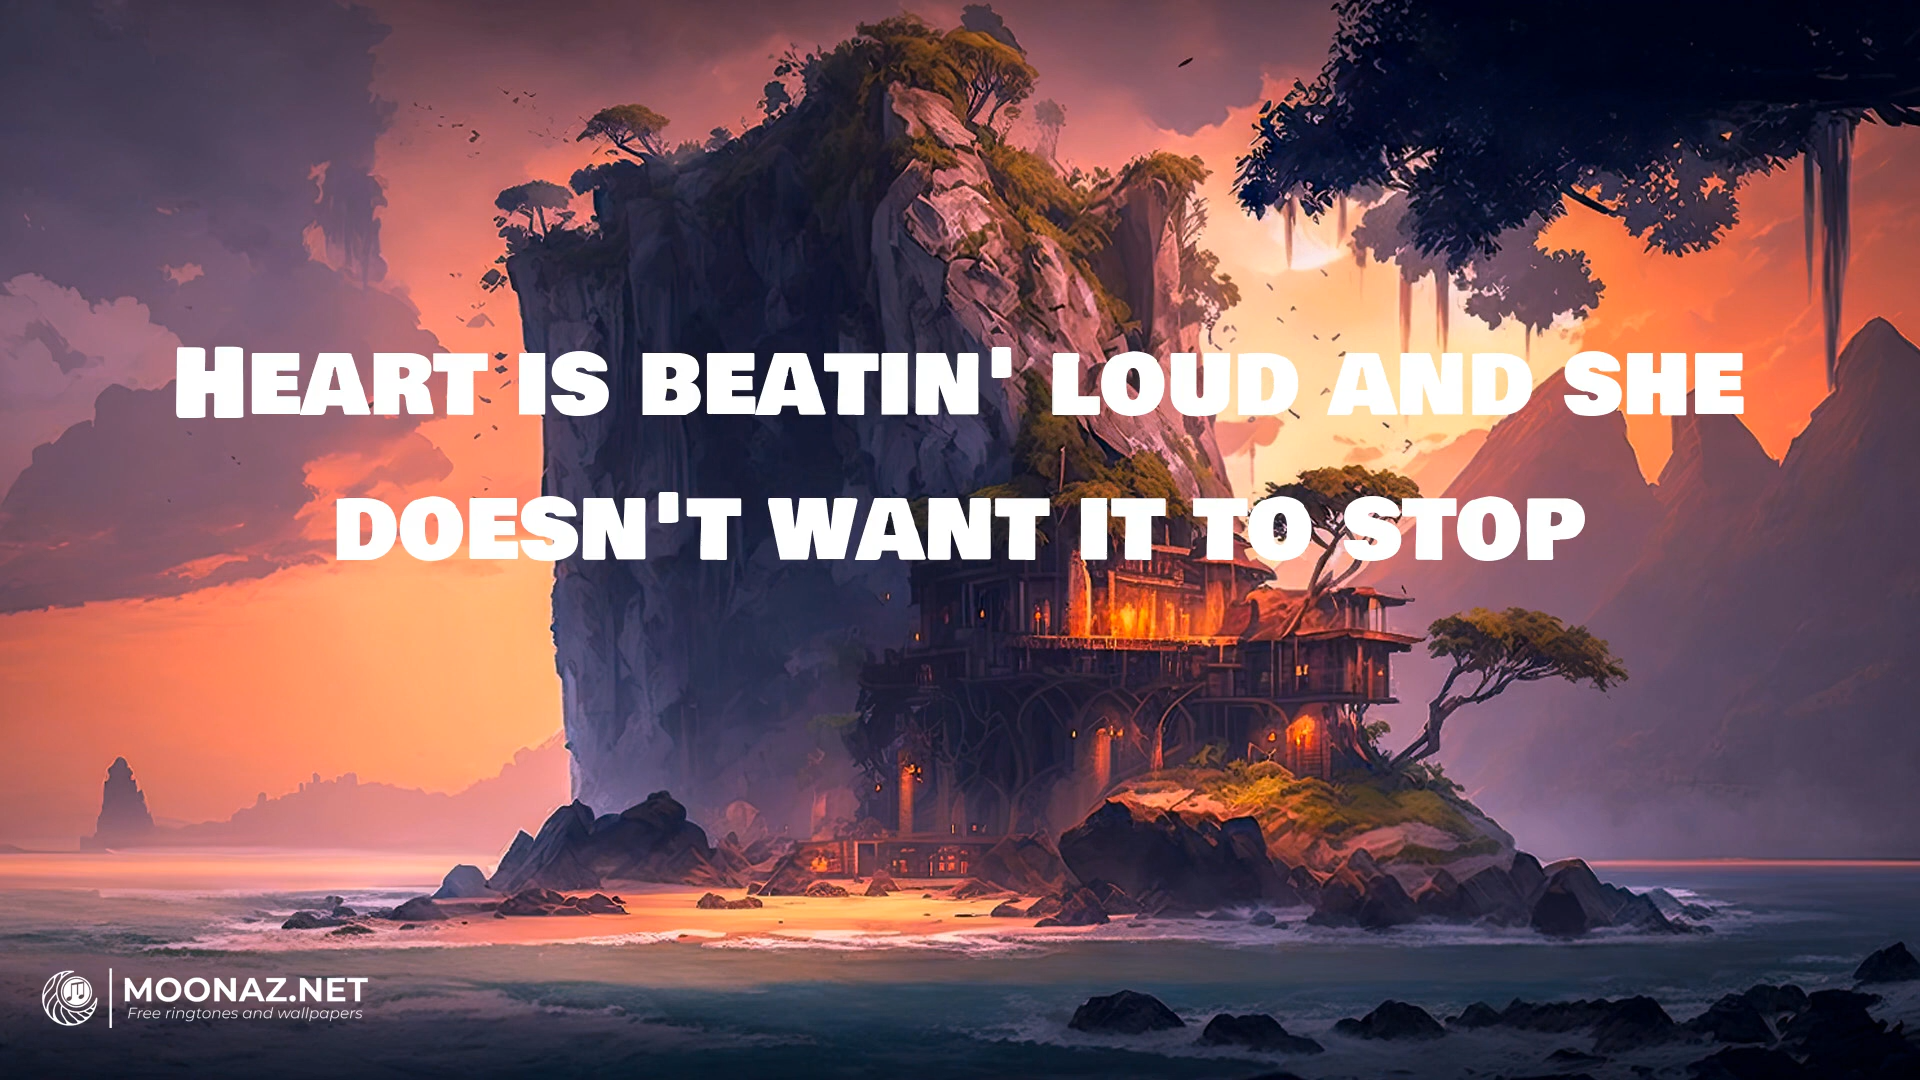 Heart is beatin' loud and she
doesn't want it to stop
MOONAZ.NET
Free ringtones and wallpapers